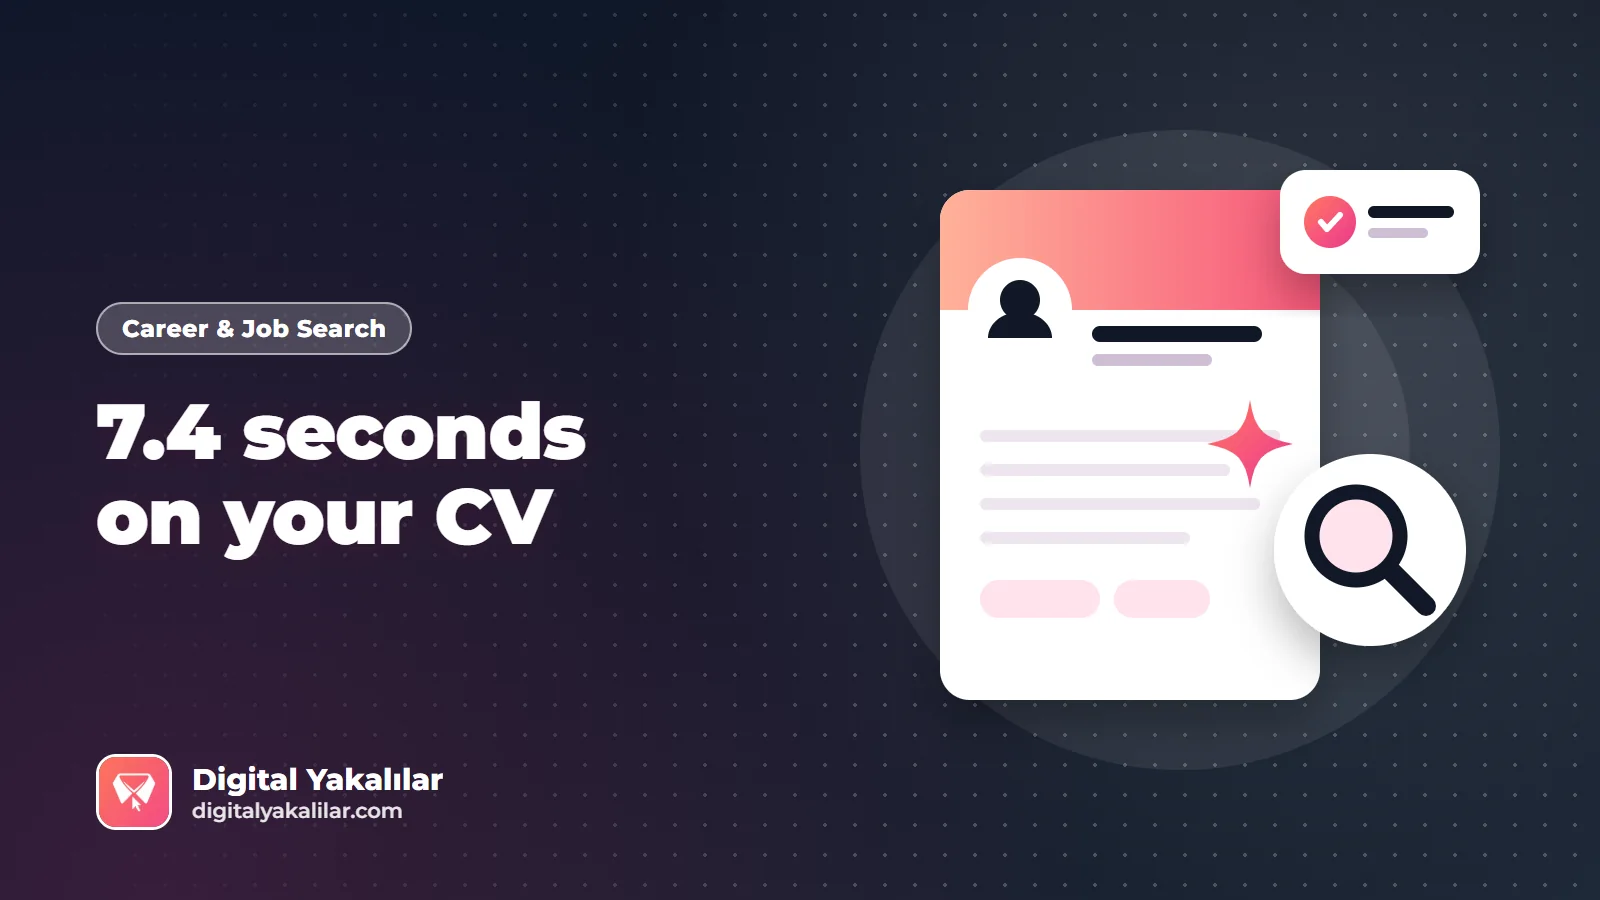 Career & Job Search
7.4 seconds
on your CV
Digital Yakalılar
digitalyakalilar.com